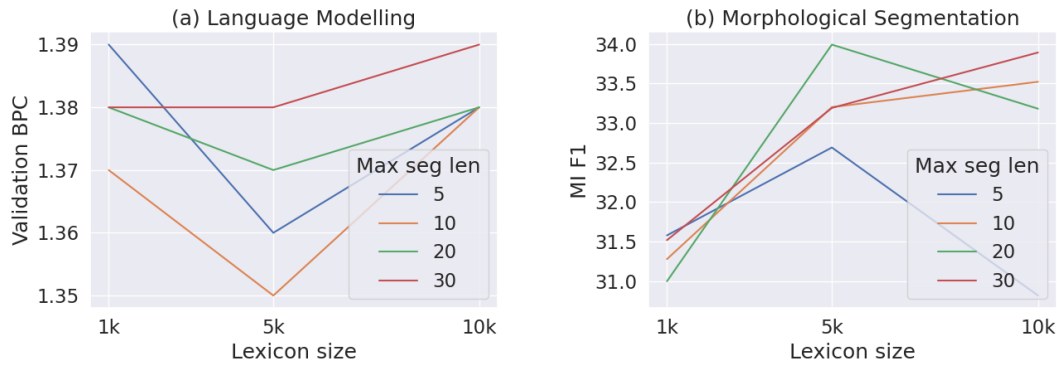 (a) Language Modelling
Validation BPC
1.39
1.38
1.37
1.36
1.35
1k
5k
10k
Lexicon size
Max seg len
5
10
20
30
(b) Morphological Segmentation
MI F1
34.0
33.5
33.0
32.5
32.0
31.5
31.0
1k
5k
10k
Lexicon size
Max seg len
5
10
20
30